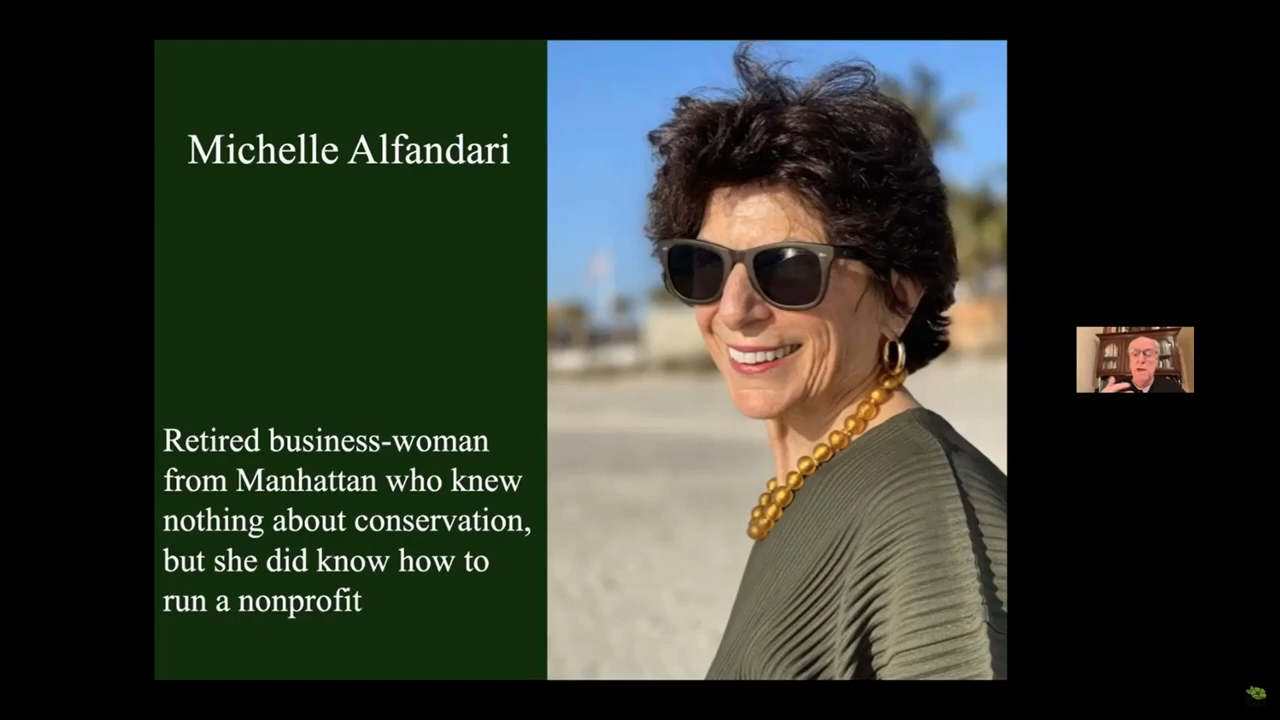 Michelle Alfandari
Retired business-woman
from Manhattan who knew
nothing about conservation,
but she did know how to
run a nonprofit